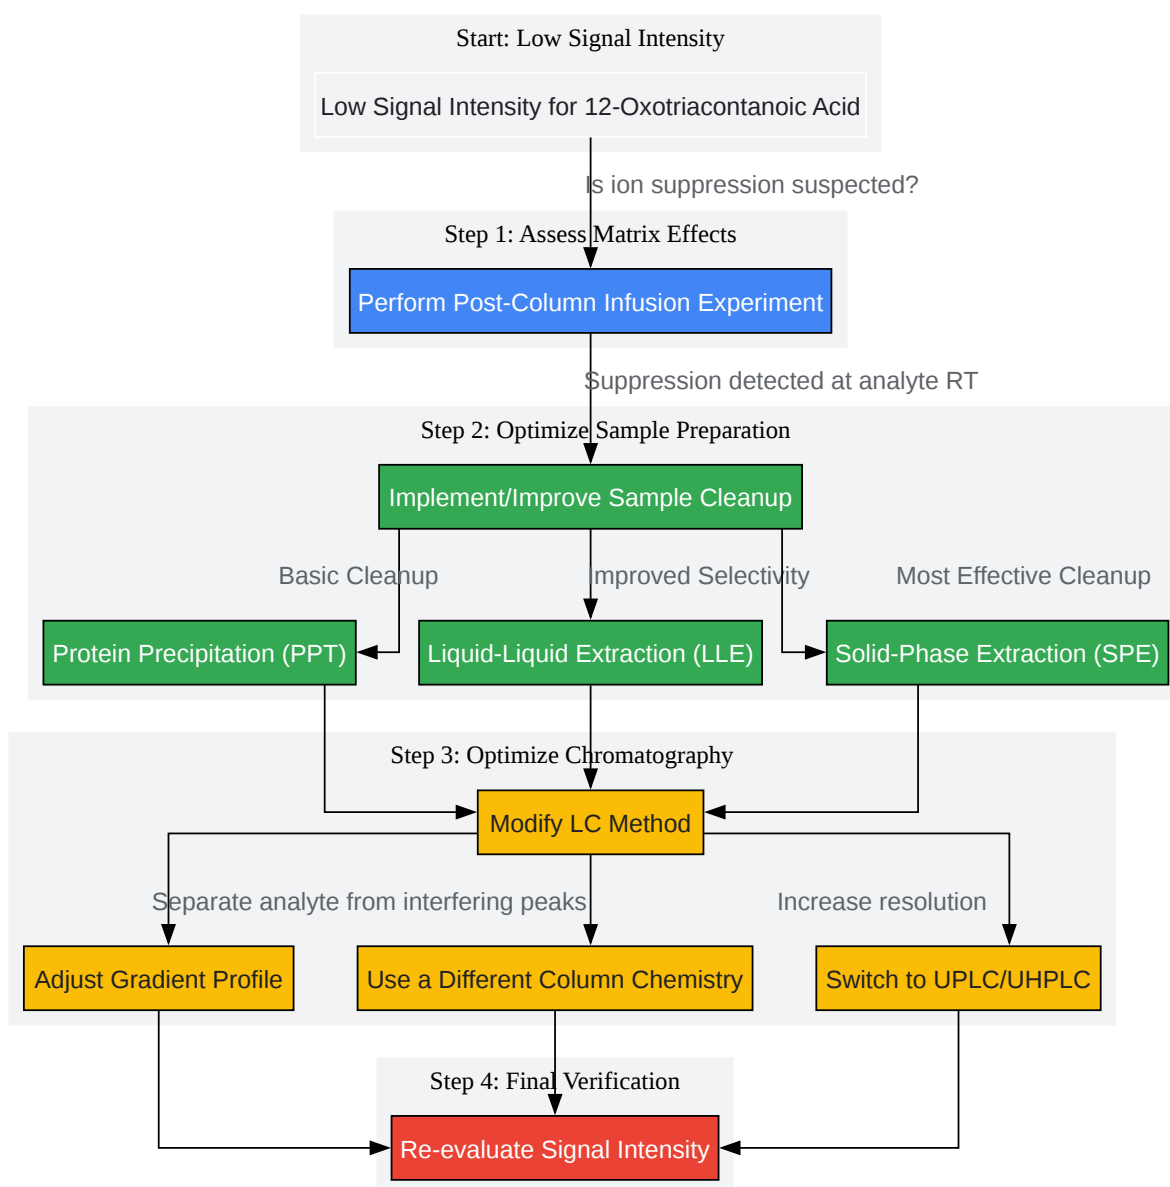 Start: Low Signal Intensity
Low Signal Intensity for 12-Oxotriacontanoic Acid
Is ion suppression suspected?
Step 1: Assess Matrix Effects
Perform Post-Column Infusion Experiment
Suppression detected at analyte RT
Step 2: Optimize Sample Preparation
Implement/Improve Sample Cleanup
Basic Cleanup
Improved Selectivity
Most Effective Cleanup
Protein Precipitation (PPT)
Liquid-Liquid Extraction (LLE)
Solid-Phase Extraction (SPE)
Step 3: Optimize Chromatography
Modify LC Method
Separate analyte from interfering peaks
Increase resolution
Adjust Gradient Profile
Use a Different Column Chemistry
Switch to UPLC/UHPLC
Step 4: Final Verification
Re-evaluate Signal Intensity